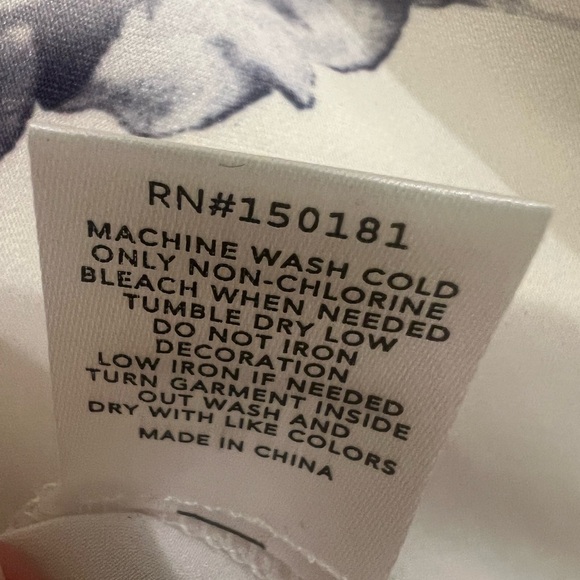 RN#150181
MACHINE WASH COLD
ONLY NON-CHLORINE
BLEACH WHEN NEEDED
TUMBLE DRY LOW
DO NOT IRON
DECORATION
LOW IRON IF NEEDED
TURN GARMENT INSIDE
OUT WASH AND
DRY WITH LIKE COLORS
MADE IN CHINA